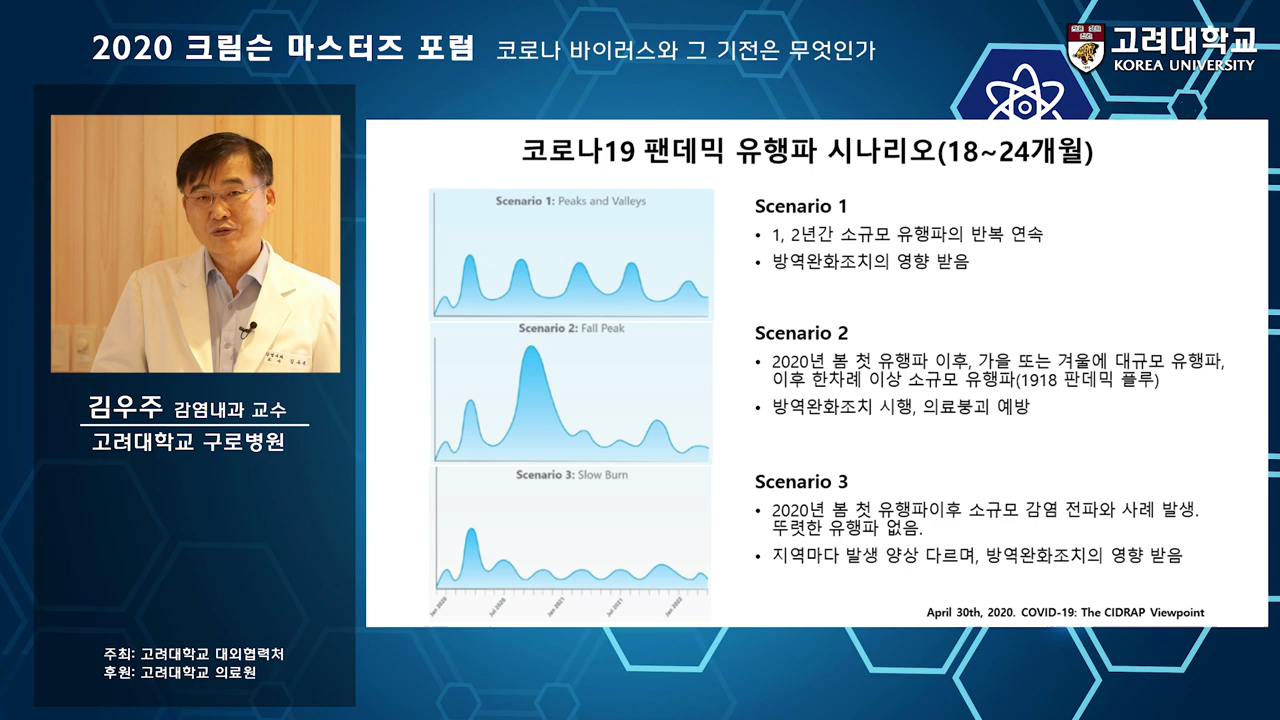 2020 크림슨 마스터즈 포럼 코로나 바이러스와 그 기전은 무엇인가
고려대학교
KOREA UNIVERSITY
김우주 감염내과 교수
고려대학교 구로병원
주최: 고려대학교 대외협력처
후원: 고려대학교 의료원
코로나19 팬데믹 유행파 시나리오(18~24개월)
Scenario 1: Peaks and Valleys
Scenario 2: Fall Peak
Scenario 3: Slow Burn
Jan 2020
Jul 2020
Jan 2021
Jul 2021
Jan 2022
Scenario 1
• 1, 2년간 소규모 유행파의 반복 연속
• 방역완화조치의 영향 받음
Scenario 2
• 2020년 봄 첫 유행파 이후, 가을 또는 겨울에 대규모 유행파,
이후 한차례 이상 소규모 유행파(1918 판데믹 플루)
• 방역완화조치 시행, 의료붕괴 예방
Scenario 3
• 2020년 봄 첫 유행파이후 소규모 감염 전파와 사례 발생.
뚜렷한 유행파 없음.
• 지역마다 발생 양상 다르며, 방역완화조치의 영향 받음
April 30th, 2020. COVID-19: The CIDRAP Viewpoint